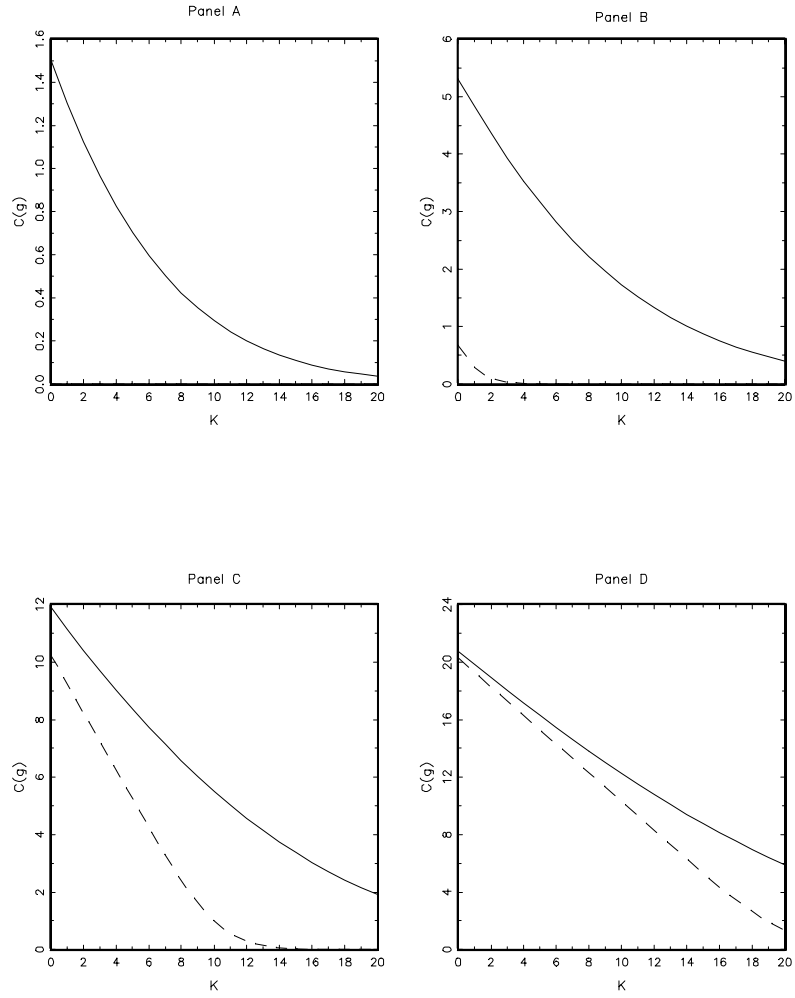 Panel A
C(g)
0.0 0.2 0.4 0.6 0.8 1.0 1.2 1.4 1.6
0 2 4 6 8 10 12 14 16 18 20
K
Panel B
C(g)
0 1 2 3 4 5 6
0 2 4 6 8 10 12 14 16 18 20
K
Panel C
C(g)
0 2 4 6 8 10 12
0 2 4 6 8 10 12 14 16 18 20
K
Panel D
C(g)
0 4 8 12 16 20 24
0 2 4 6 8 10 12 14 16 18 20
K